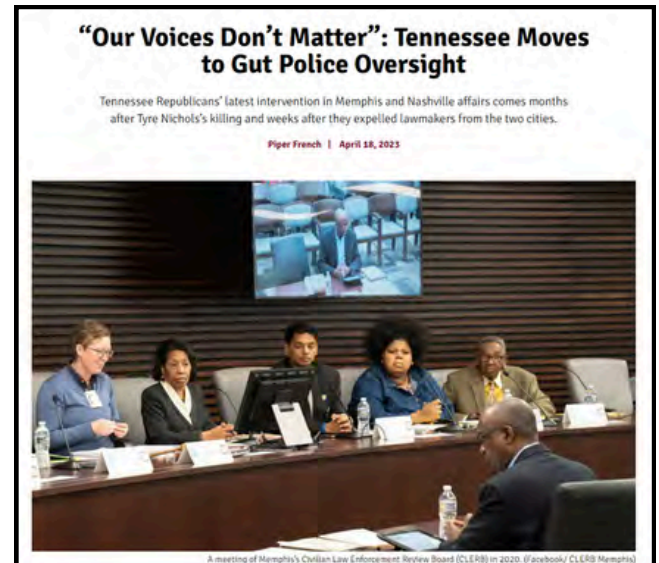 “Our Voices Don’t Matter”: Tennessee Moves
to Gut Police Oversight
Tennessee Republicans’ latest intervention in Memphis and Nashville affairs comes months
after Tyre Nichols’s killing and weeks after they expelled lawmakers from the two cities.
Piper French | April 18, 2023
A meeting of Memphis’s Civilian Law Enforcement Review Board (CLERB) in 2020. (Facebook/ CLERB Memphis)